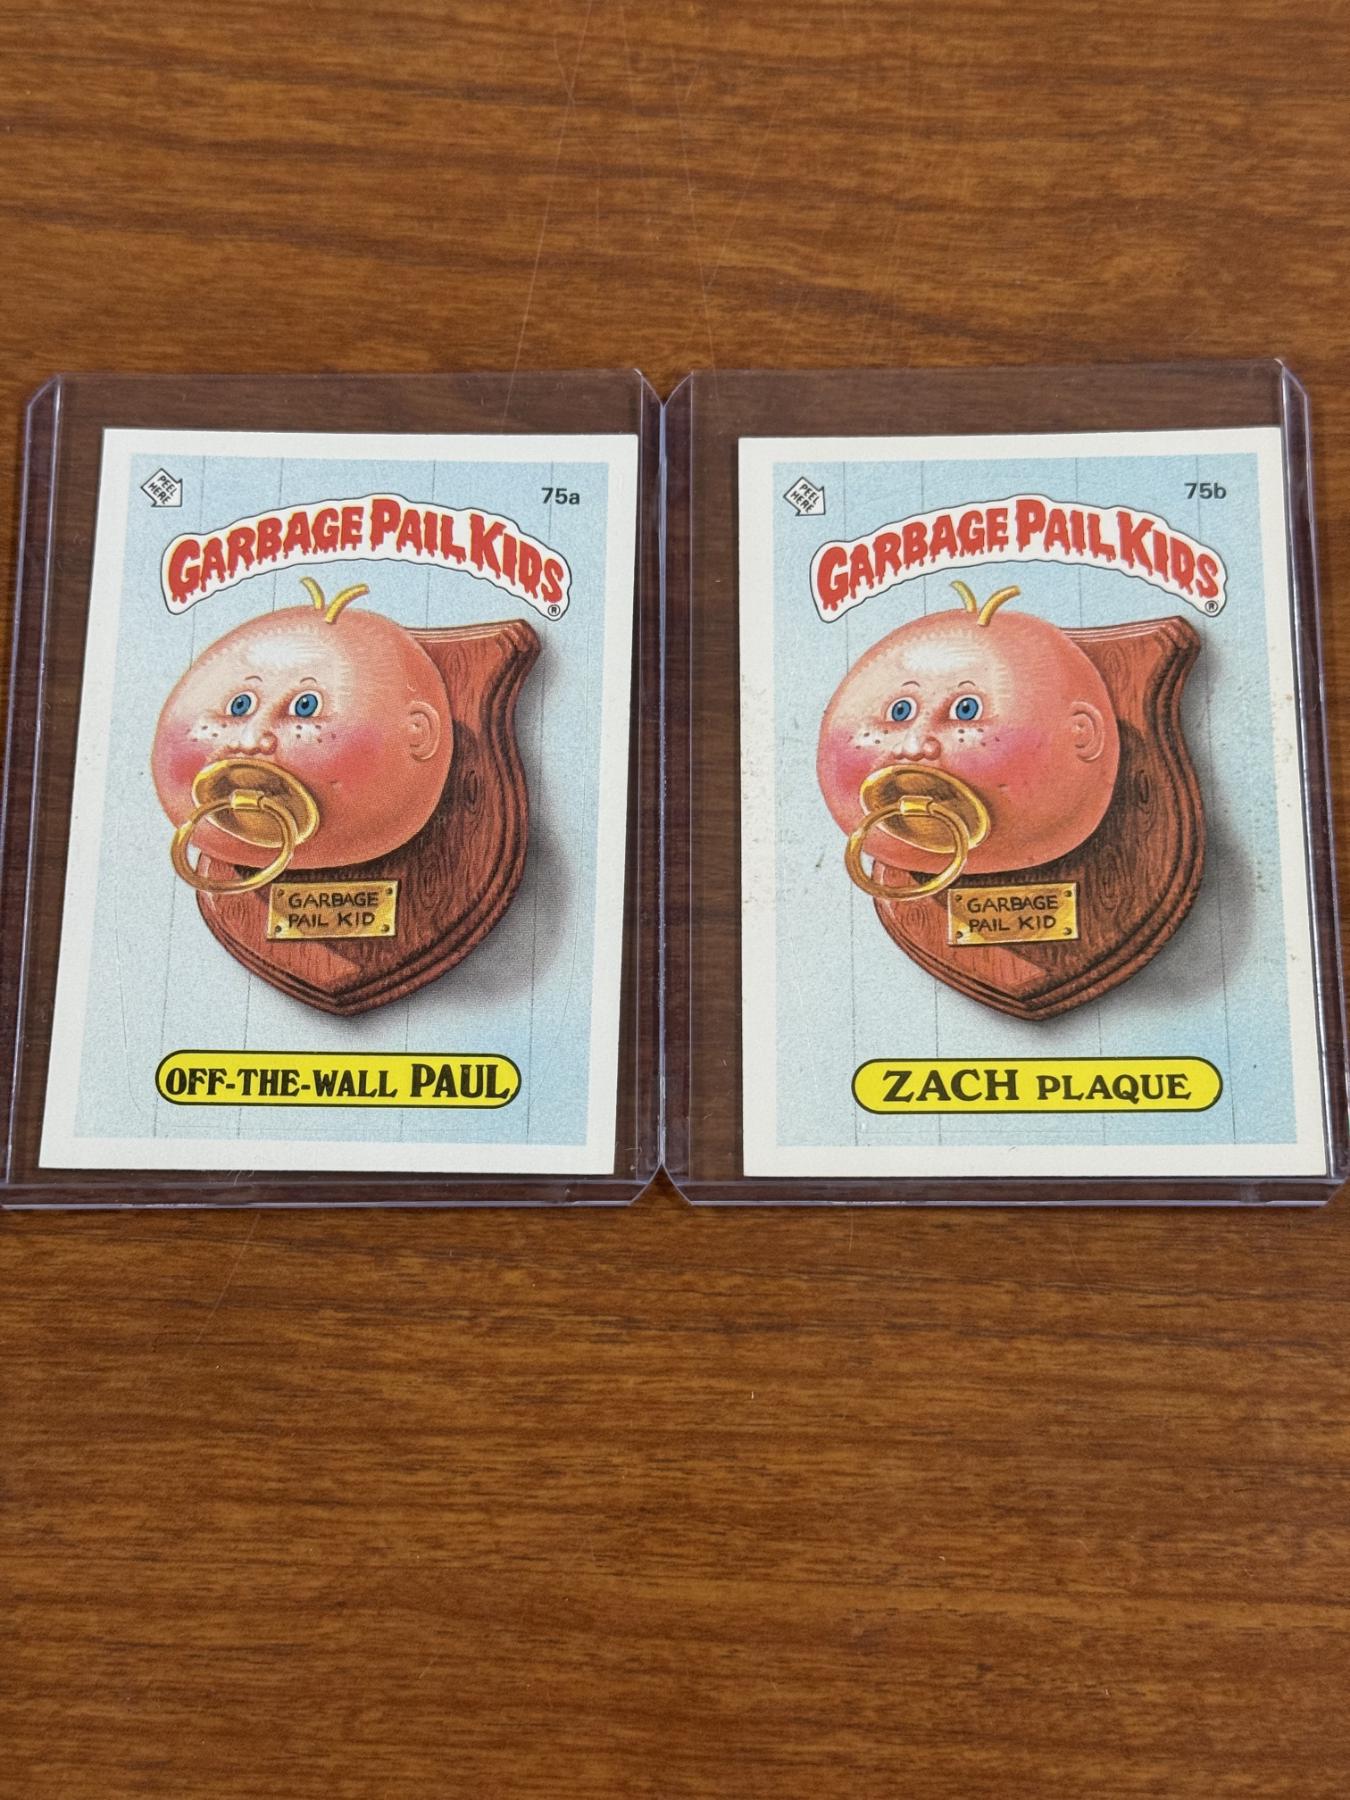 PEEL
HERE
75a
GARBAGE PAIL KIDS
®
GARBAGE
PAIL KID
OFF-THE-WALL PAUL
PEEL
HERE
75b
GARBAGE PAIL KIDS
®
GARBAGE
PAIL KID
ZACH PLAQUE